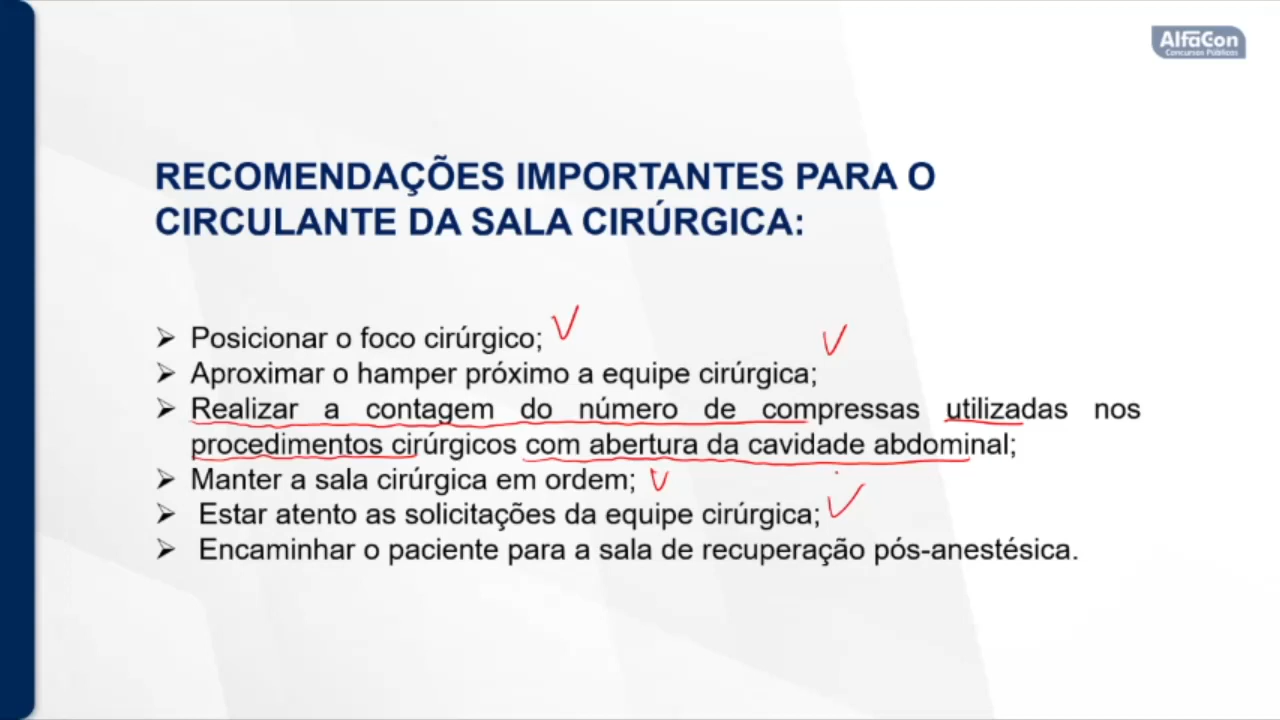 AlfaCon
Concursos Públicos
RECOMENDAÇÕES IMPORTANTES PARA O
CIRCULANTE DA SALA CIRÚRGICA:
➢ Posicionar o foco cirúrgico;
➢ Aproximar o hamper próximo a equipe cirúrgica;
➢ Realizar a contagem do número de compressas utilizadas nos
procedimentos cirúrgicos com abertura da cavidade abdominal;
➢ Manter a sala cirúrgica em ordem;
➢ Estar atento as solicitações da equipe cirúrgica;
➢ Encaminhar o paciente para a sala de recuperação pós-anestésica.